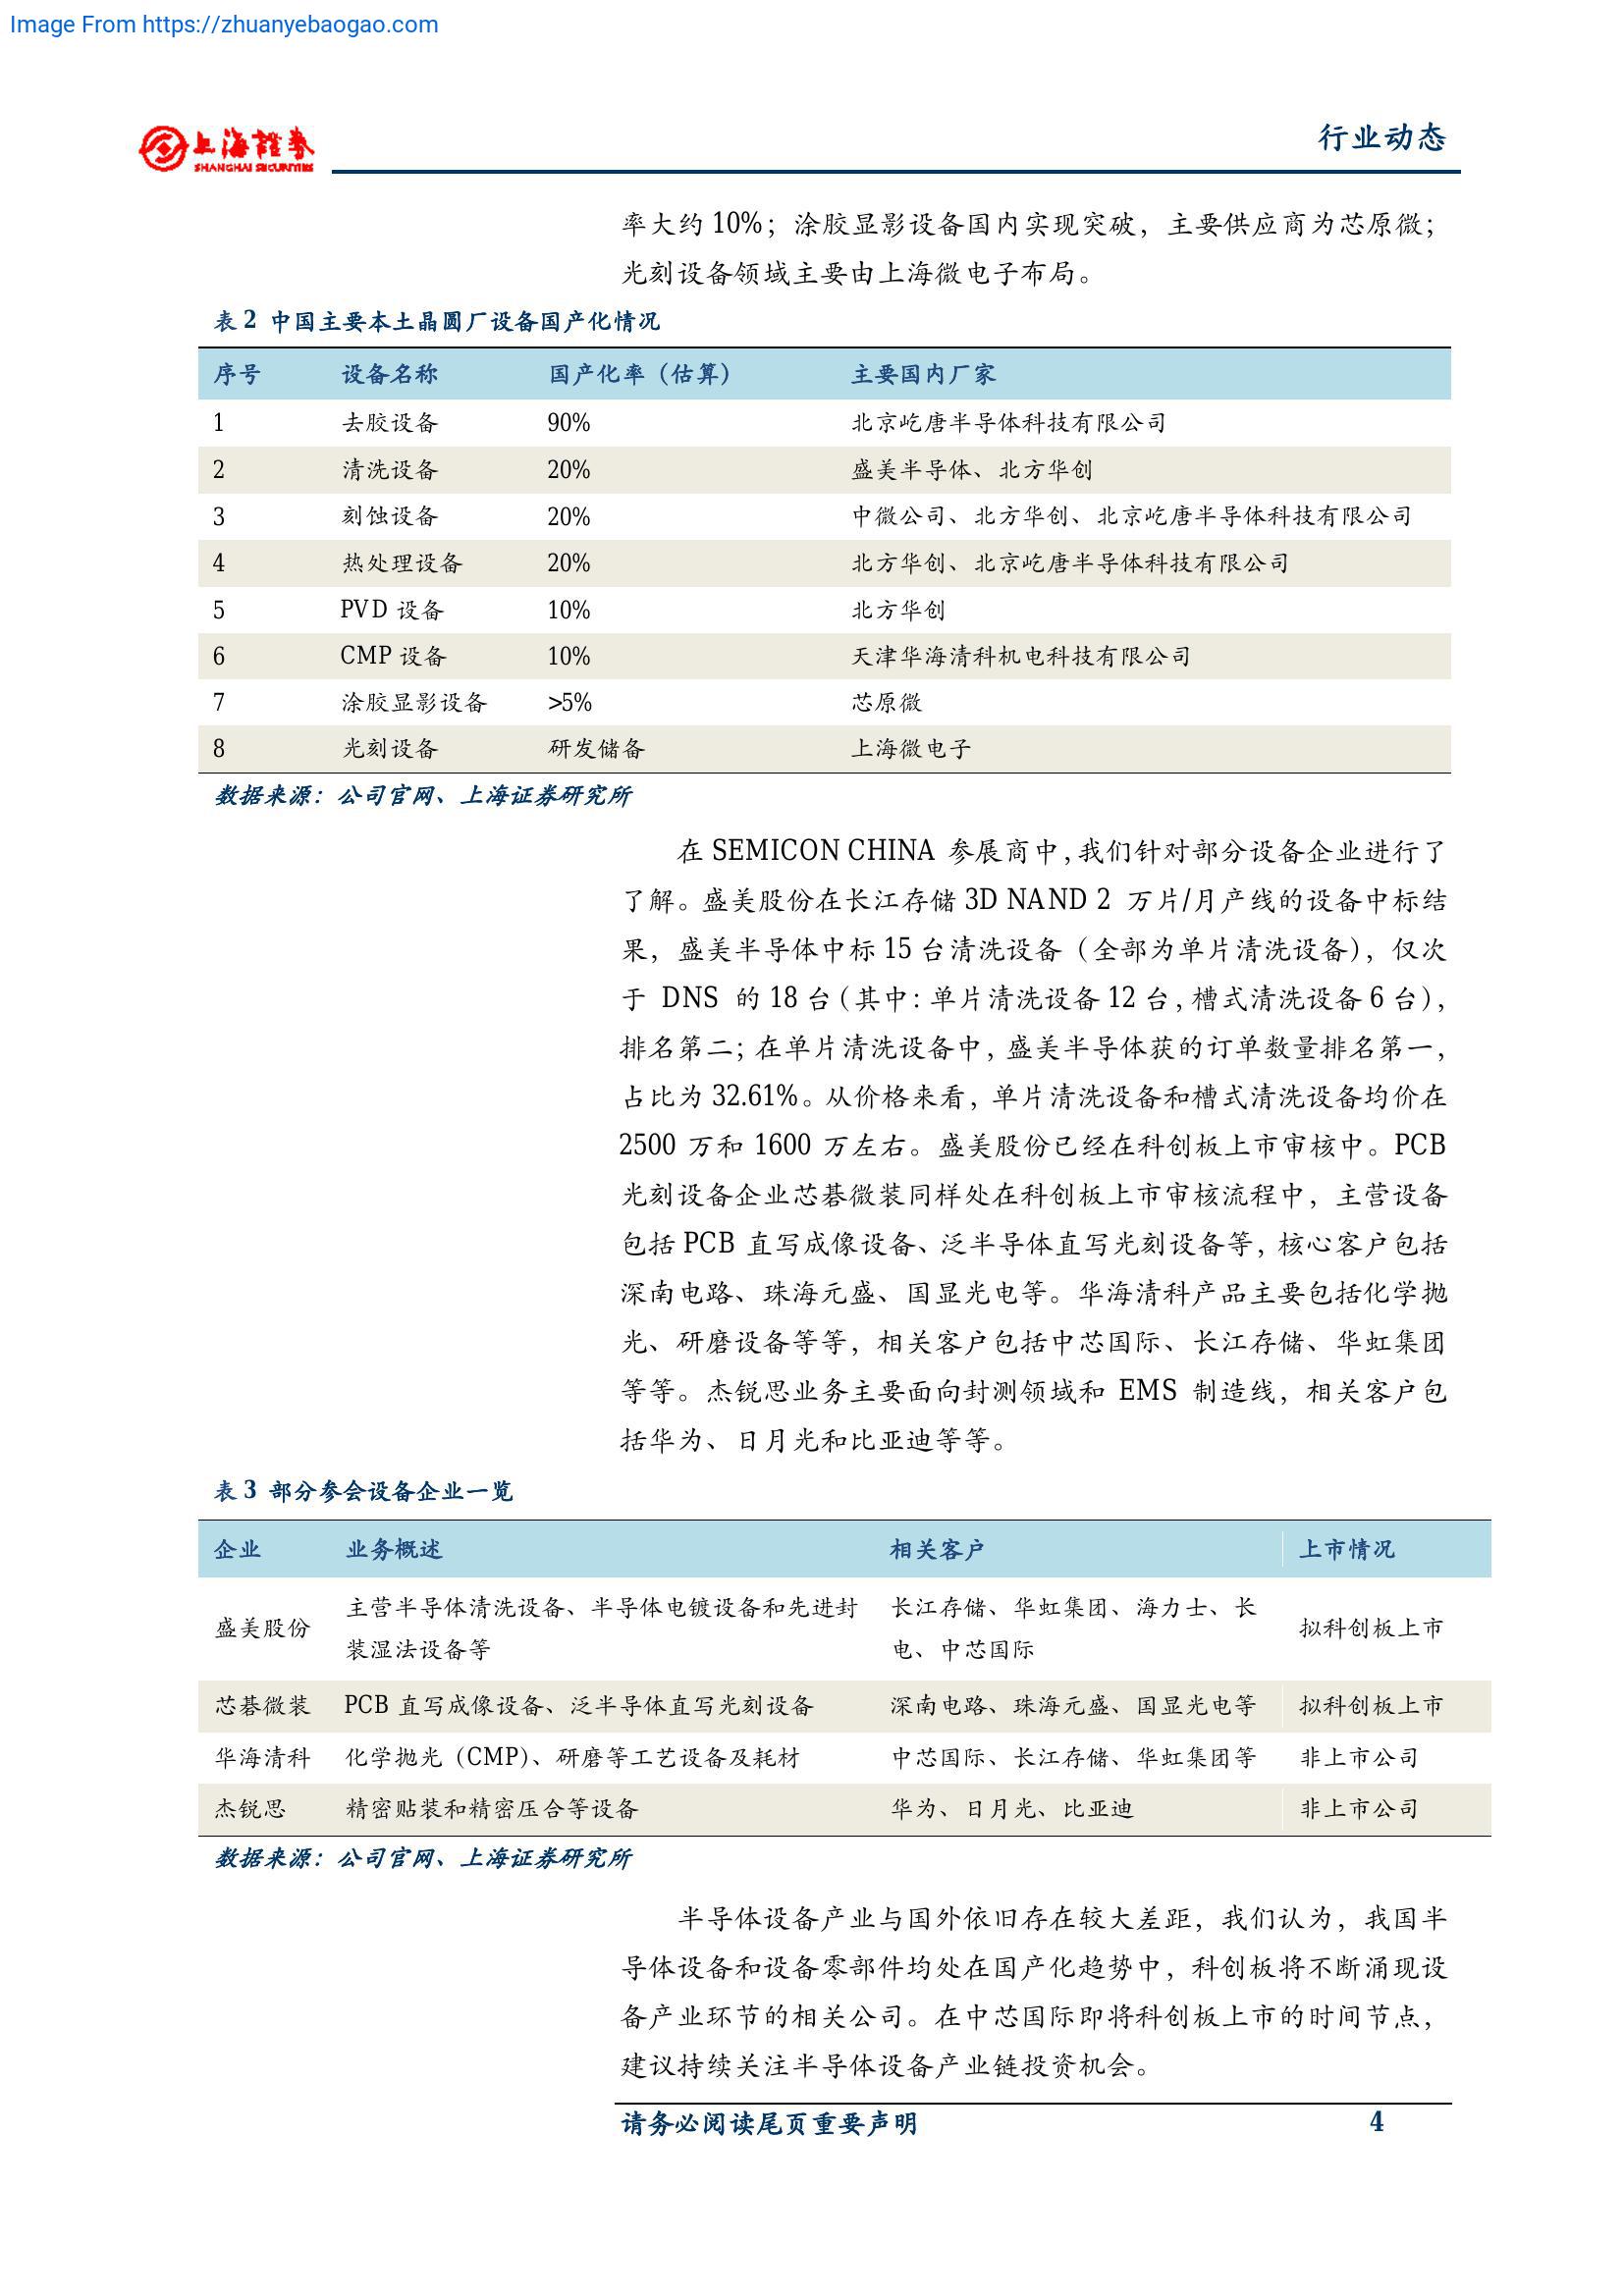 Image From https://zhuanyebaogao.com
上海證券
SHANGHAI SECURITIES
行业动态
率大约 10%；涂胶显影设备国内实现突破，主要供应商为芯原微；
光刻设备领域主要由上海微电子布局。
表 2 中国主要本土晶圆厂设备国产化情况
序号 设备名称 国产化率（估算） 主要国内厂家
1 去胶设备 90% 北京屹唐半导体科技有限公司
2 清洗设备 20% 盛美半导体、北方华创
3 刻蚀设备 20% 中微公司、北方华创、北京屹唐半导体科技有限公司
4 热处理设备 20% 北方华创、北京屹唐半导体科技有限公司
5 PVD 设备 10% 北方华创
6 CMP 设备 10% 天津华海清科机电科技有限公司
7 涂胶显影设备 >5% 芯原微
8 光刻设备 研发储备 上海微电子
数据来源：公司官网、上海证券研究所
在 SEMICON CHINA 参展商中，我们针对部分设备企业进行了
了解。盛美股份在长江存储 3D NAND 2 万片/月产线的设备中标结
果，盛美半导体中标 15 台清洗设备（全部为单片清洗设备），仅次
于 DNS 的 18 台（其中：单片清洗设备 12 台，槽式清洗设备 6 台），
排名第二；在单片清洗设备中，盛美半导体获的订单数量排名第一，
占比为 32.61%。从价格来看，单片清洗设备和槽式清洗设备均价在
2500 万和 1600 万左右。盛美股份已经在科创板上市审核中。PCB
光刻设备企业芯碁微装同样处在科创板上市审核流程中，主营设备
包括 PCB 直写成像设备、泛半导体直写光刻设备等，核心客户包括
深南电路、珠海元盛、国显光电等。华海清科产品主要包括化学抛
光、研磨设备等等，相关客户包括中芯国际、长江存储、华虹集团
等等。杰锐思业务主要面向封测领域和 EMS 制造线，相关客户包
括华为、日月光和比亚迪等等。
表 3 部分参会设备企业一览
企业 业务概述 相关客户 上市情况
盛美股份 主营半导体清洗设备、半导体电镀设备和先进封 长江存储、华虹集团、海力士、长 拟科创板上市
装湿法设备等 电、中芯国际
芯碁微装 PCB 直写成像设备、泛半导体直写光刻设备 深南电路、珠海元盛、国显光电等 拟科创板上市
华海清科 化学抛光（CMP）、研磨等工艺设备及耗材 中芯国际、长江存储、华虹集团等 非上市公司
杰锐思 精密贴装和精密压合等设备 华为、日月光、比亚迪 非上市公司
数据来源：公司官网、上海证券研究所
半导体设备产业与国外依旧存在较大差距，我们认为，我国半
导体设备和设备零部件均处在国产化趋势中，科创板将不断涌现设
备产业环节的相关公司。在中芯国际即将科创板上市的时间节点，
建议持续关注半导体设备产业链投资机会。
请务必阅读尾页重要声明 4